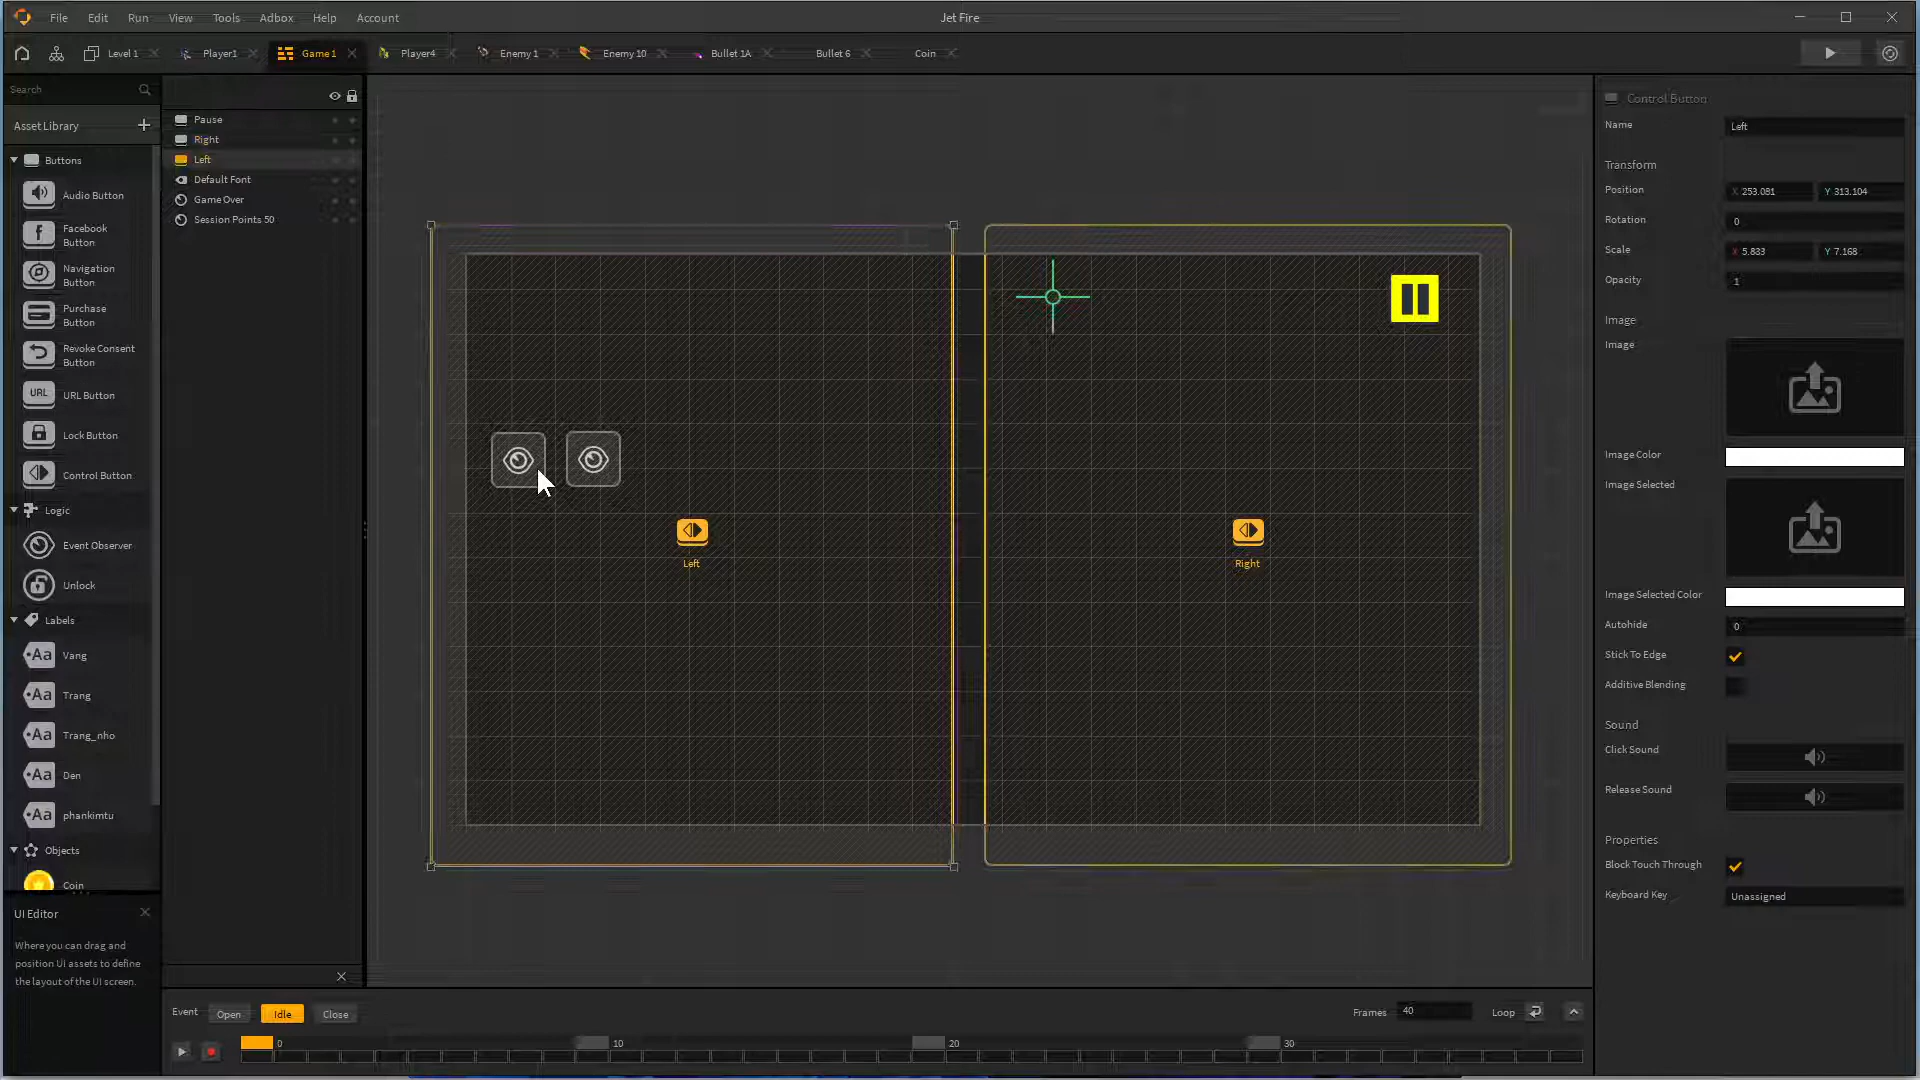 File Edit Run View Tools Adbox Help Account
Jet Fire
Level 1 Player1 Game 1 Player4 Enemy 1 Enemy 10 Bullet 1A Bullet 6 Coin
Search
Asset Library
Buttons
Audio Button
Facebook
Button
Navigation
Button
Purchase
Button
Revoke Consent
Button
URL
URL Button
Lock Button
Control Button
Logic
Event Observer
Unlock
Labels
Aa Vang
Aa Trang
Aa Trang_nho
Aa Den
Aa phankimtu
Objects
Coin
UI Editor
Where you can drag and
position UI assets to define
the layout of the UI screen.
Pause
Right
Left
Default Font
Game Over
Session Points 50
Left
Right
Control Button
Name Left
Transform
Position X 253.081 Y 313.104
Rotation 0
Scale X 5.833 Y 7.168
Opacity 1
Image
Image
Image Color
Image Selected
Image Selected Color
Autohide 0
Stick To Edge
Additive Blending
Sound
Click Sound
Release Sound
Properties
Block Touch Through
Keyboard Key Unassigned
Event Open Idle Close
Frames 40 Loop
0 10 20 30